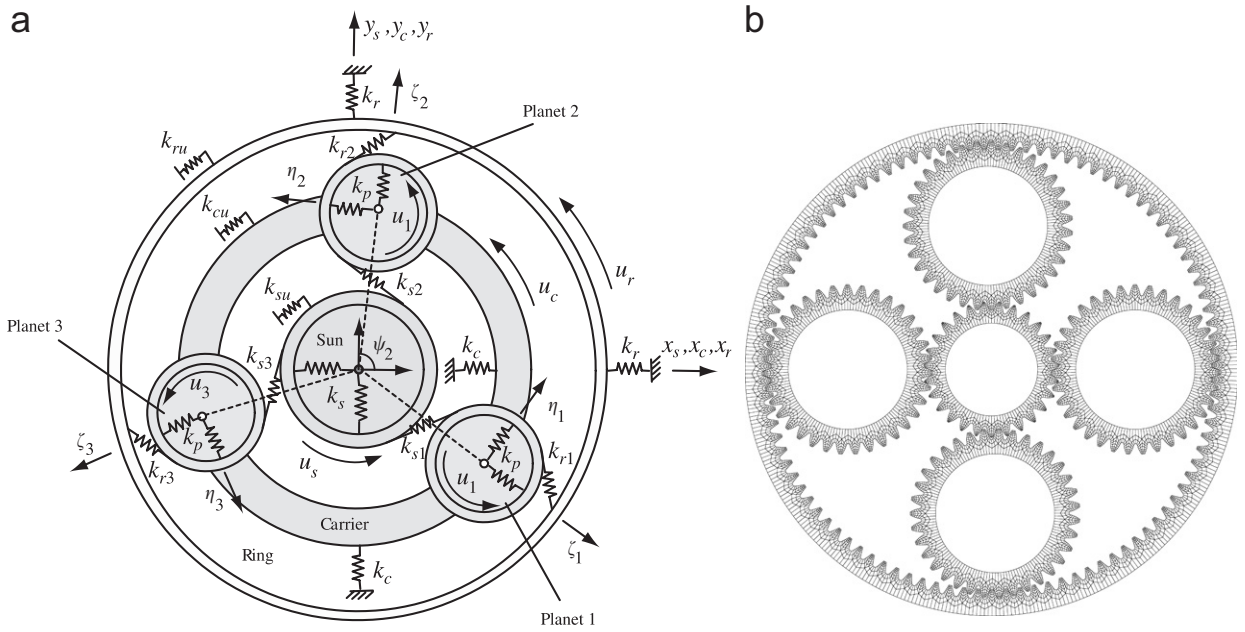 a
b
y_s , y_c , y_r
k_r
ζ_2
Planet 2
k_ru
k_r2
η_2
k_p
u_1
k_cu
u_r
k_su
k_s2
u_c
Planet 3
Sun
ψ_2
k_c
k_r
x_s, x_c, x_r
k_s3
u_3
k_s
η_1
k_p
k_s1
k_p
k_r1
ζ_3
k_r3
u_s
u_1
η_3
Carrier
Ring
ζ_1
k_c
Planet 1